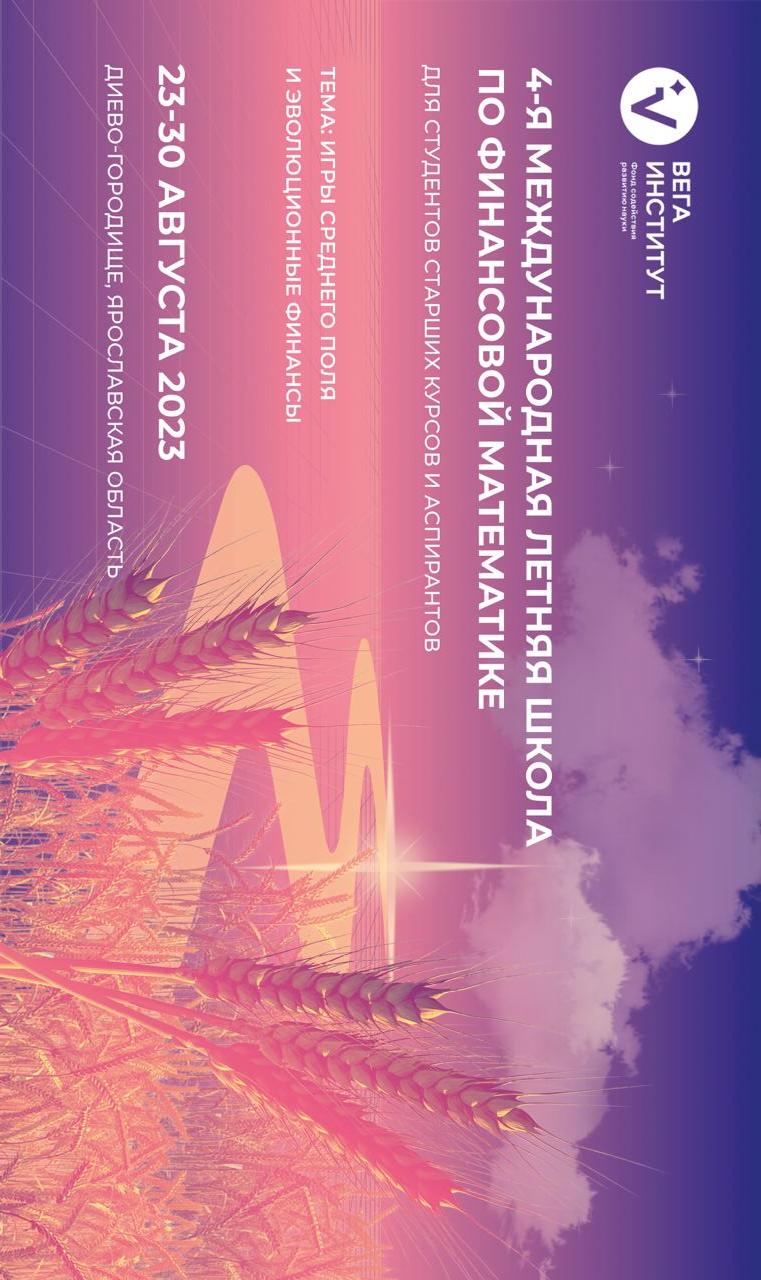 ВЕГА
ИНСТИТУТ
Фонд содействия
развитию науки
4-Я МЕЖДУНАРОДНАЯ ЛЕТНЯЯ ШКОЛА
ПО ФИНАНСОВОЙ МАТЕМАТИКЕ
ДЛЯ СТУДЕНТОВ СТАРШИХ КУРСОВ И АСПИРАНТОВ
ТЕМА: ИГРЫ СРЕДНЕГО ПОЛЯ
И ЭВОЛЮЦИОННЫЕ ФИНАНСЫ
23-30 АВГУСТА 2023
ДИЕВО-ГОРОДИЩЕ, ЯРОСЛАВСКАЯ ОБЛАСТЬ